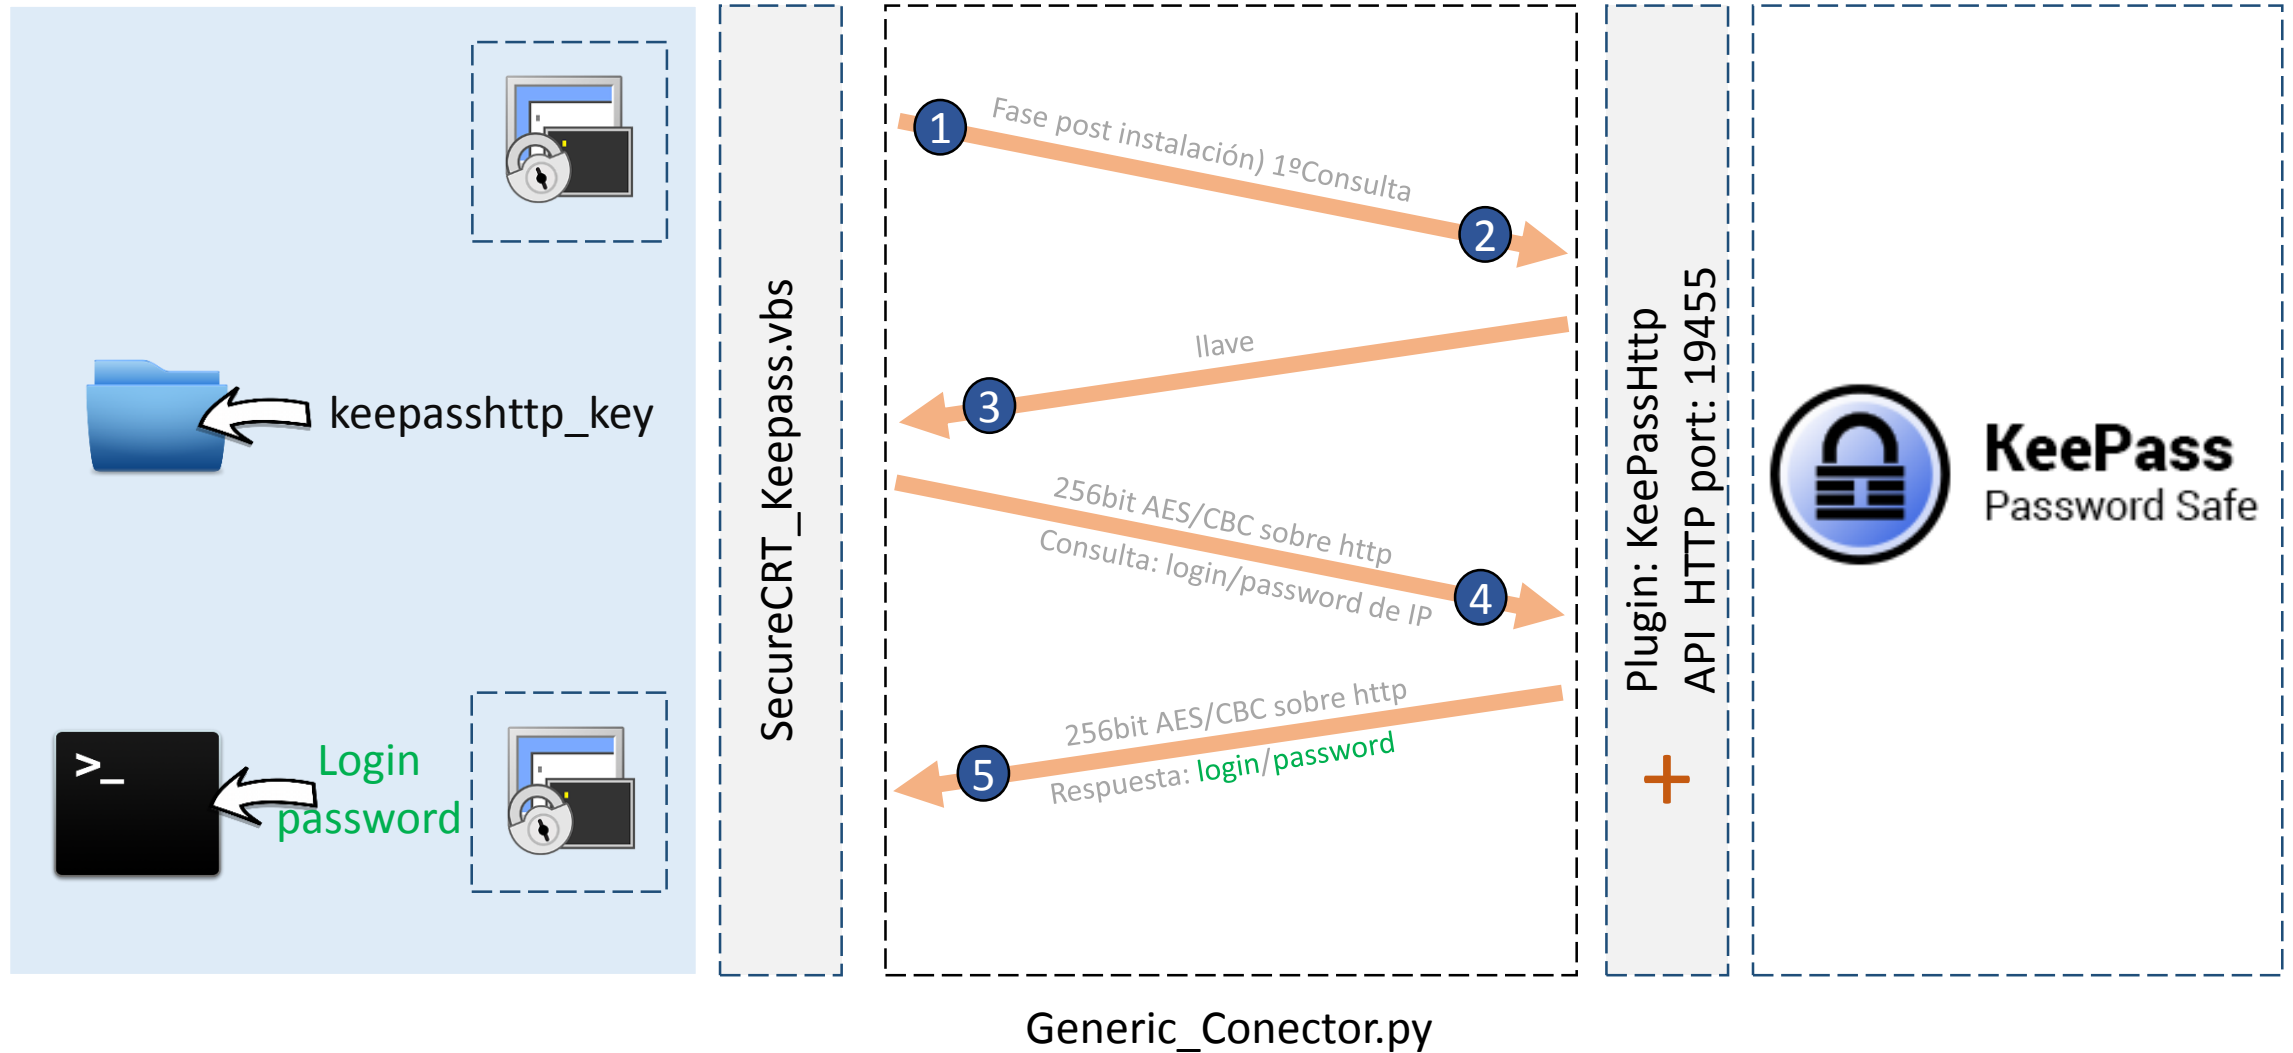 1
Fase post instalación) 1ºConsulta
2
llave
3
keepasshttp_key
256bit AES/CBC sobre http
Consulta: login/password de IP
4
256bit AES/CBC sobre http
Respuesta: login/password
5
>_
Login
password
SecureCRT_Keepass.vbs
Plugin: KeePassHttp
API HTTP port: 19455
+
KeePass
Password Safe
Generic_Conector.py